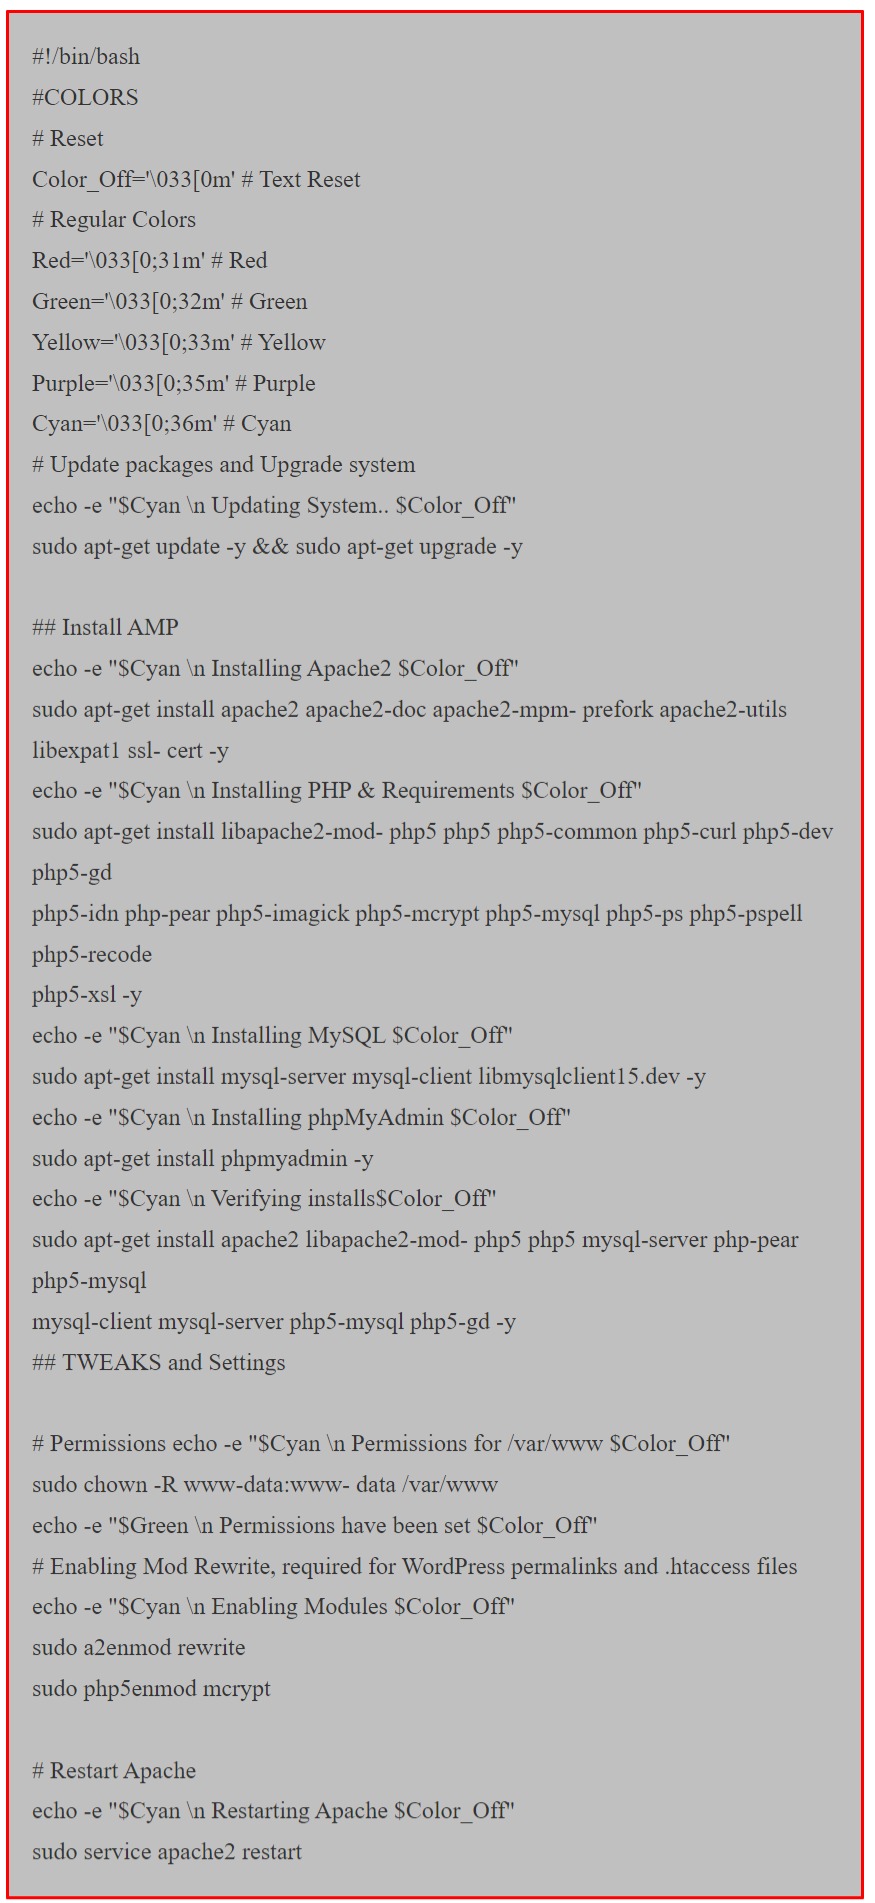 #!/bin/bash
#COLORS
# Reset
Color_Off='\033[0m' # Text Reset
# Regular Colors
Red='\033[0;31m' # Red
Green='\033[0;32m' # Green
Yellow='\033[0;33m' # Yellow
Purple='\033[0;35m' # Purple
Cyan='\033[0;36m' # Cyan
# Update packages and Upgrade system
echo -e "$Cyan \n Updating System.. $Color_Off"
sudo apt-get update -y && sudo apt-get upgrade -y
## Install AMP
echo -e "$Cyan \n Installing Apache2 $Color_Off"
sudo apt-get install apache2 apache2-doc apache2-mpm- prefork apache2-utils
libexpat1 ssl- cert -y
echo -e "$Cyan \n Installing PHP & Requirements $Color_Off"
sudo apt-get install libapache2-mod- php5 php5 php5-common php5-curl php5-dev
php5-gd
php5-idn php-pear php5-imagick php5-mcrypt php5-mysql php5-ps php5-pspell
php5-recode
php5-xsl -y
echo -e "$Cyan \n Installing MySQL $Color_Off"
sudo apt-get install mysql-server mysql-client libmysqlclient15.dev -y
echo -e "$Cyan \n Installing phpMyAdmin $Color_Off"
sudo apt-get install phpmyadmin -y
echo -e "$Cyan \n Verifying installs$Color_Off"
sudo apt-get install apache2 libapache2-mod- php5 php5 mysql-server php-pear
php5-mysql
mysql-client mysql-server php5-mysql php5-gd -y
## TWEAKS and Settings
# Permissions echo -e "$Cyan \n Permissions for /var/www $Color_Off"
sudo chown -R www-data:www- data /var/www
echo -e "$Green \n Permissions have been set $Color_Off"
# Enabling Mod Rewrite, required for WordPress permalinks and .htaccess files
echo -e "$Cyan \n Enabling Modules $Color_Off"
sudo a2enmod rewrite
sudo php5enmod mcrypt
# Restart Apache
echo -e "$Cyan \n Restarting Apache $Color_Off"
sudo service apache2 restart